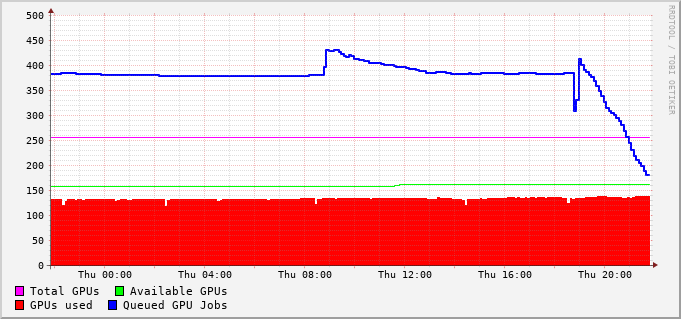 500
450
400
350
300
250
200
150
100
50
0
Thu 00:00 Thu 04:00 Thu 08:00 Thu 12:00 Thu 16:00 Thu 20:00
Total GPUs Available GPUs
GPUs used Queued GPU Jobs
RRDTOOL / TOBI OETIKER